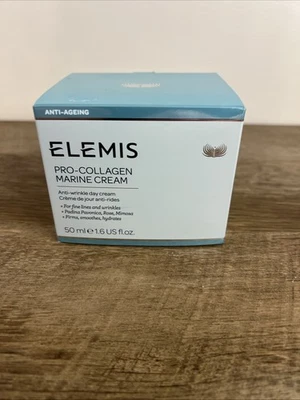 ANTI-AGEING
ELEMIS
PRO-COLLAGEN
MARINE CREAM
Anti-wrinkle day cream
Crème de jour anti-rides
• For fine lines and wrinkles
• Padina Pavonica, Rose, Mimosa
• Firms, smoothes, hydrates
50 ml ℮ 1.6 US fl.oz.